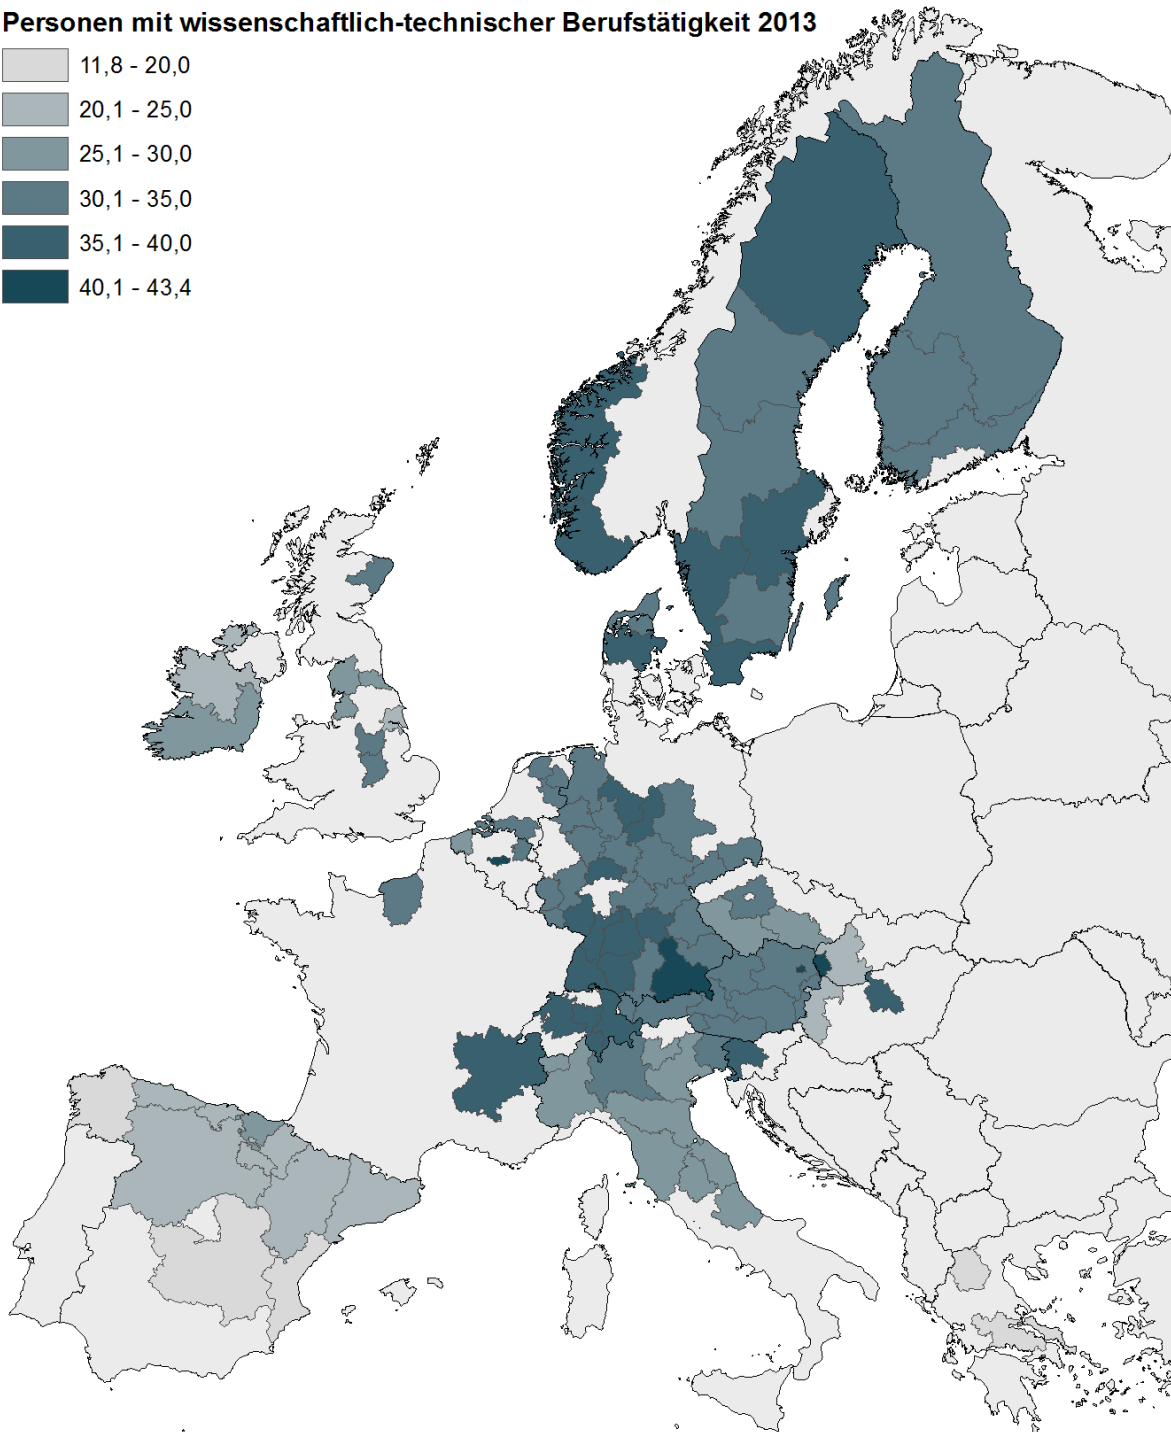 Personen mit wissenschaftlich-technischer Berufstätigkeit 2013
11,8 - 20,0
20,1 - 25,0
25,1 - 30,0
30,1 - 35,0
35,1 - 40,0
40,1 - 43,4